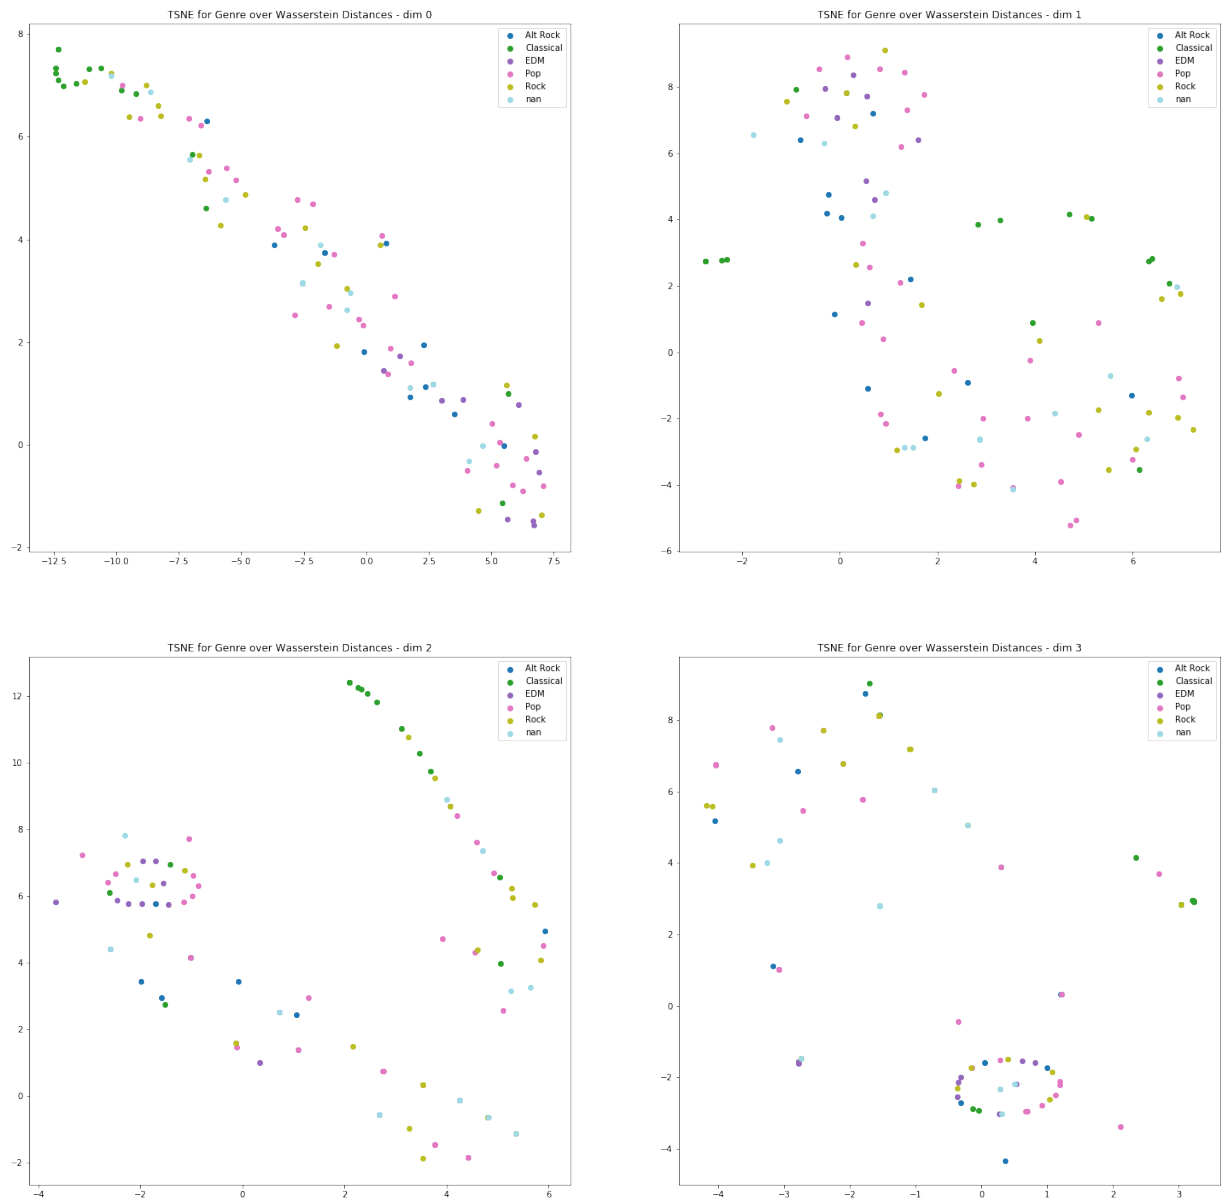 TSNE for Genre over Wasserstein Distances - dim 0
Alt Rock
Classical
EDM
Pop
Rock
nan
8
6
4
2
0
−2
−12.5 −10.0 −7.5 −5.0 −2.5 0.0 2.5 5.0 7.5
TSNE for Genre over Wasserstein Distances - dim 1
Alt Rock
Classical
EDM
Pop
Rock
nan
8
6
4
2
0
−2
−4
−6
−2 0 2 4 6
TSNE for Genre over Wasserstein Distances - dim 2
Alt Rock
Classical
EDM
Pop
Rock
nan
12
10
8
6
4
2
0
−2
−4 −2 0 2 4 6
TSNE for Genre over Wasserstein Distances - dim 3
Alt Rock
Classical
EDM
Pop
Rock
nan
8
6
4
2
0
−2
−4
−4 −3 −2 −1 0 1 2 3